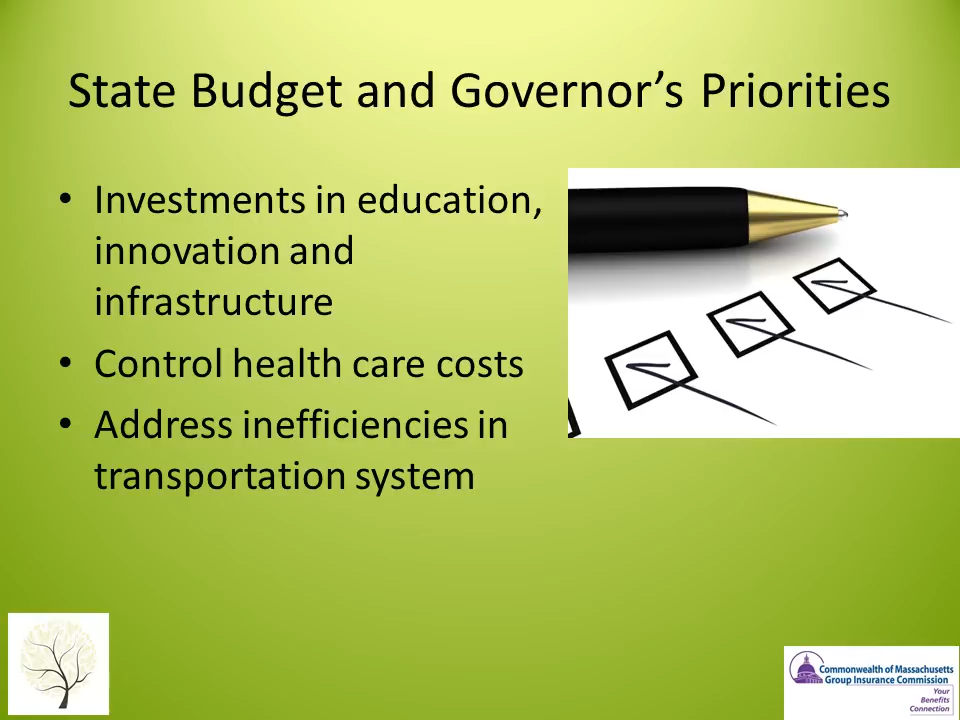 State Budget and Governor’s Priorities
• Investments in education,
innovation and
infrastructure
• Control health care costs
• Address inefficiencies in
transportation system
Commonwealth of Massachusetts
Group Insurance Commission
Your
Benefits
Connection